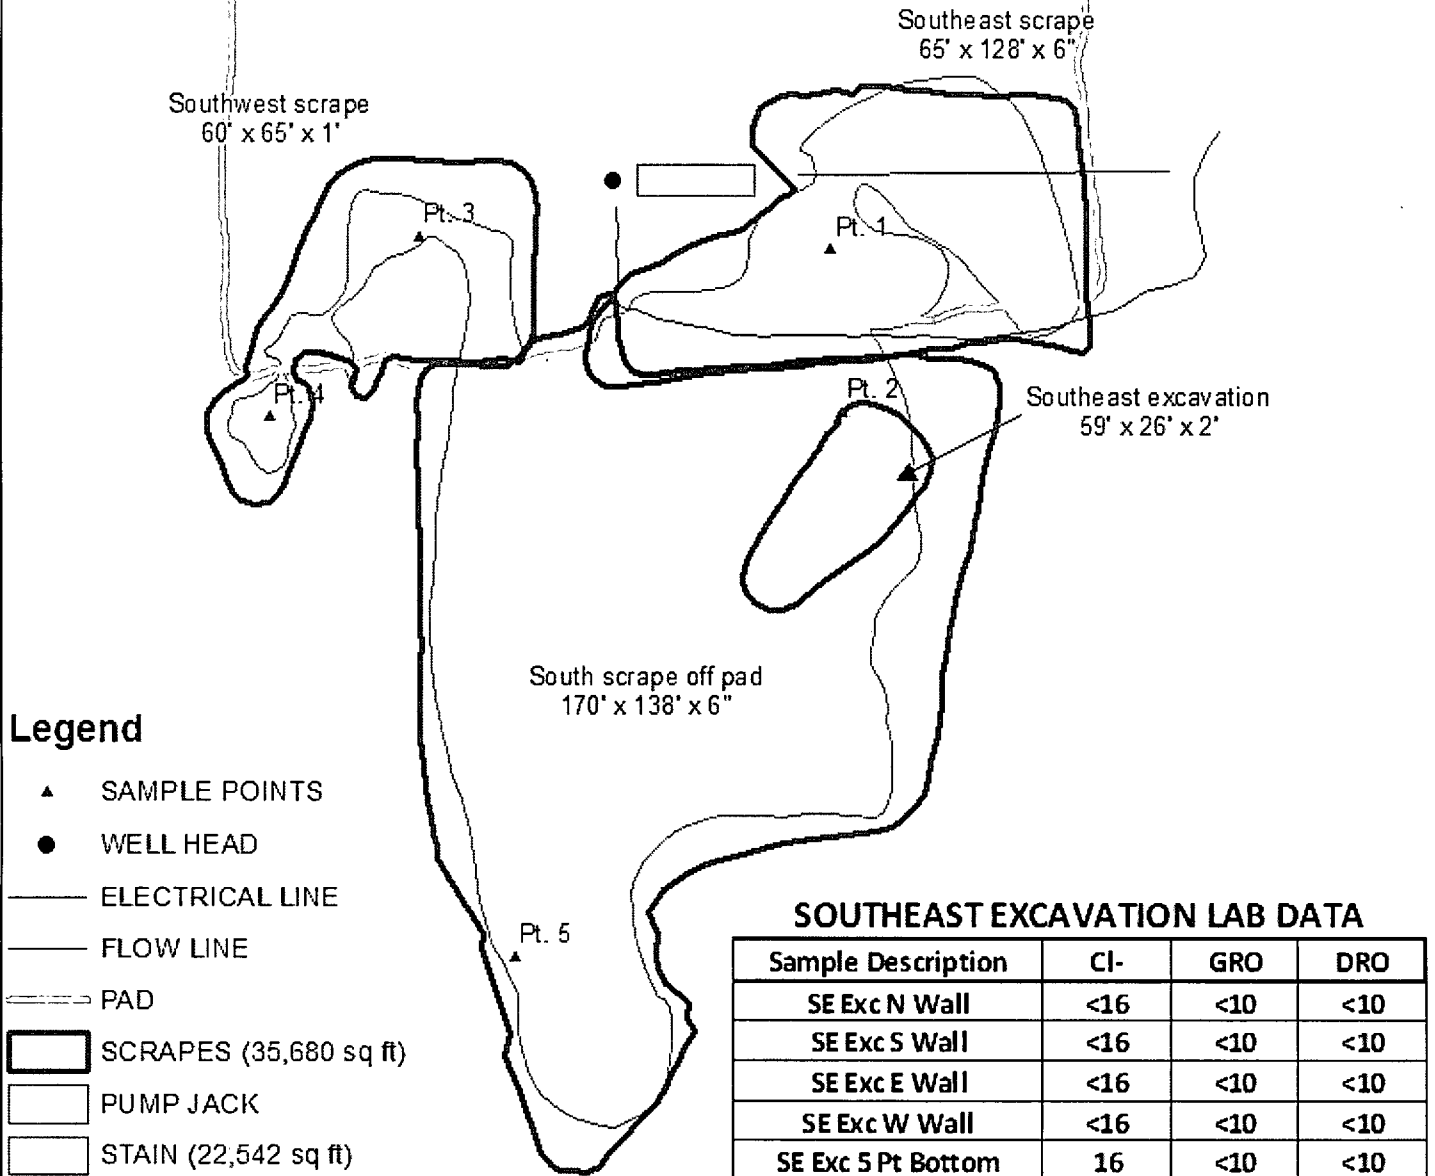 Southeast scrape
65' x 128' x 6"
Southwest scrape
60' x 65' x 1'
Pt. 3
Pt. 1
Pt. 4
Pt. 2
Southeast excavation
59' x 26' x 2'
South scrape off pad
170' x 138' x 6"
Pt. 5
Legend
SAMPLE POINTS
WELL HEAD
ELECTRICAL LINE
FLOW LINE
PAD
SCRAPES (35,680 sq ft)
PUMP JACK
STAIN (22,542 sq ft)
SOUTHEAST EXCAVATION LAB DATA
Sample Description Cl- GRO DRO
SE Exc N Wall <16 <10 <10
SE Exc S Wall <16 <10 <10
SE Exc E Wall <16 <10 <10
SE Exc W Wall <16 <10 <10
SE Exc 5 Pt Bottom 16 <10 <10